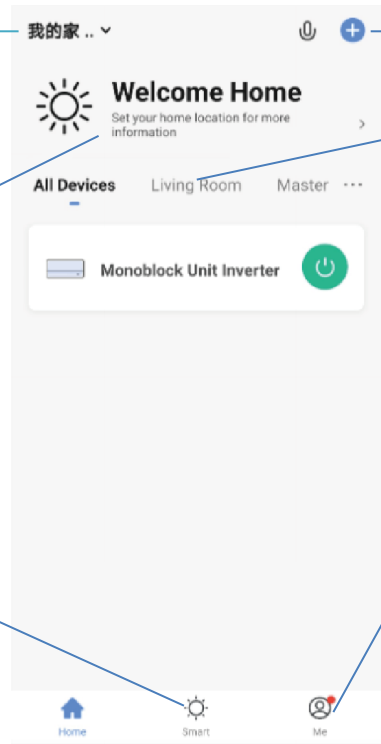 我的家 ..
Welcome Home
Set your home location for more
information
All Devices Living Room Master ...
Monoblock Unit Inverter
Home Smart Me